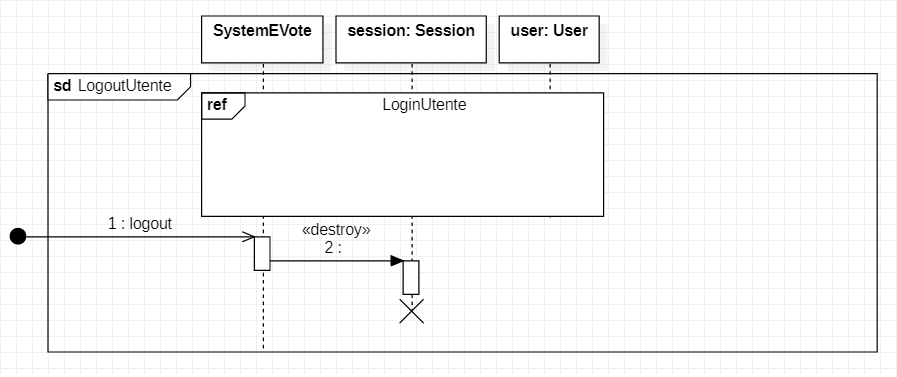 SystemEVote
session: Session
user: User
sd LogoutUtente
ref
LoginUtente
1 : logout
«destroy»
2 :